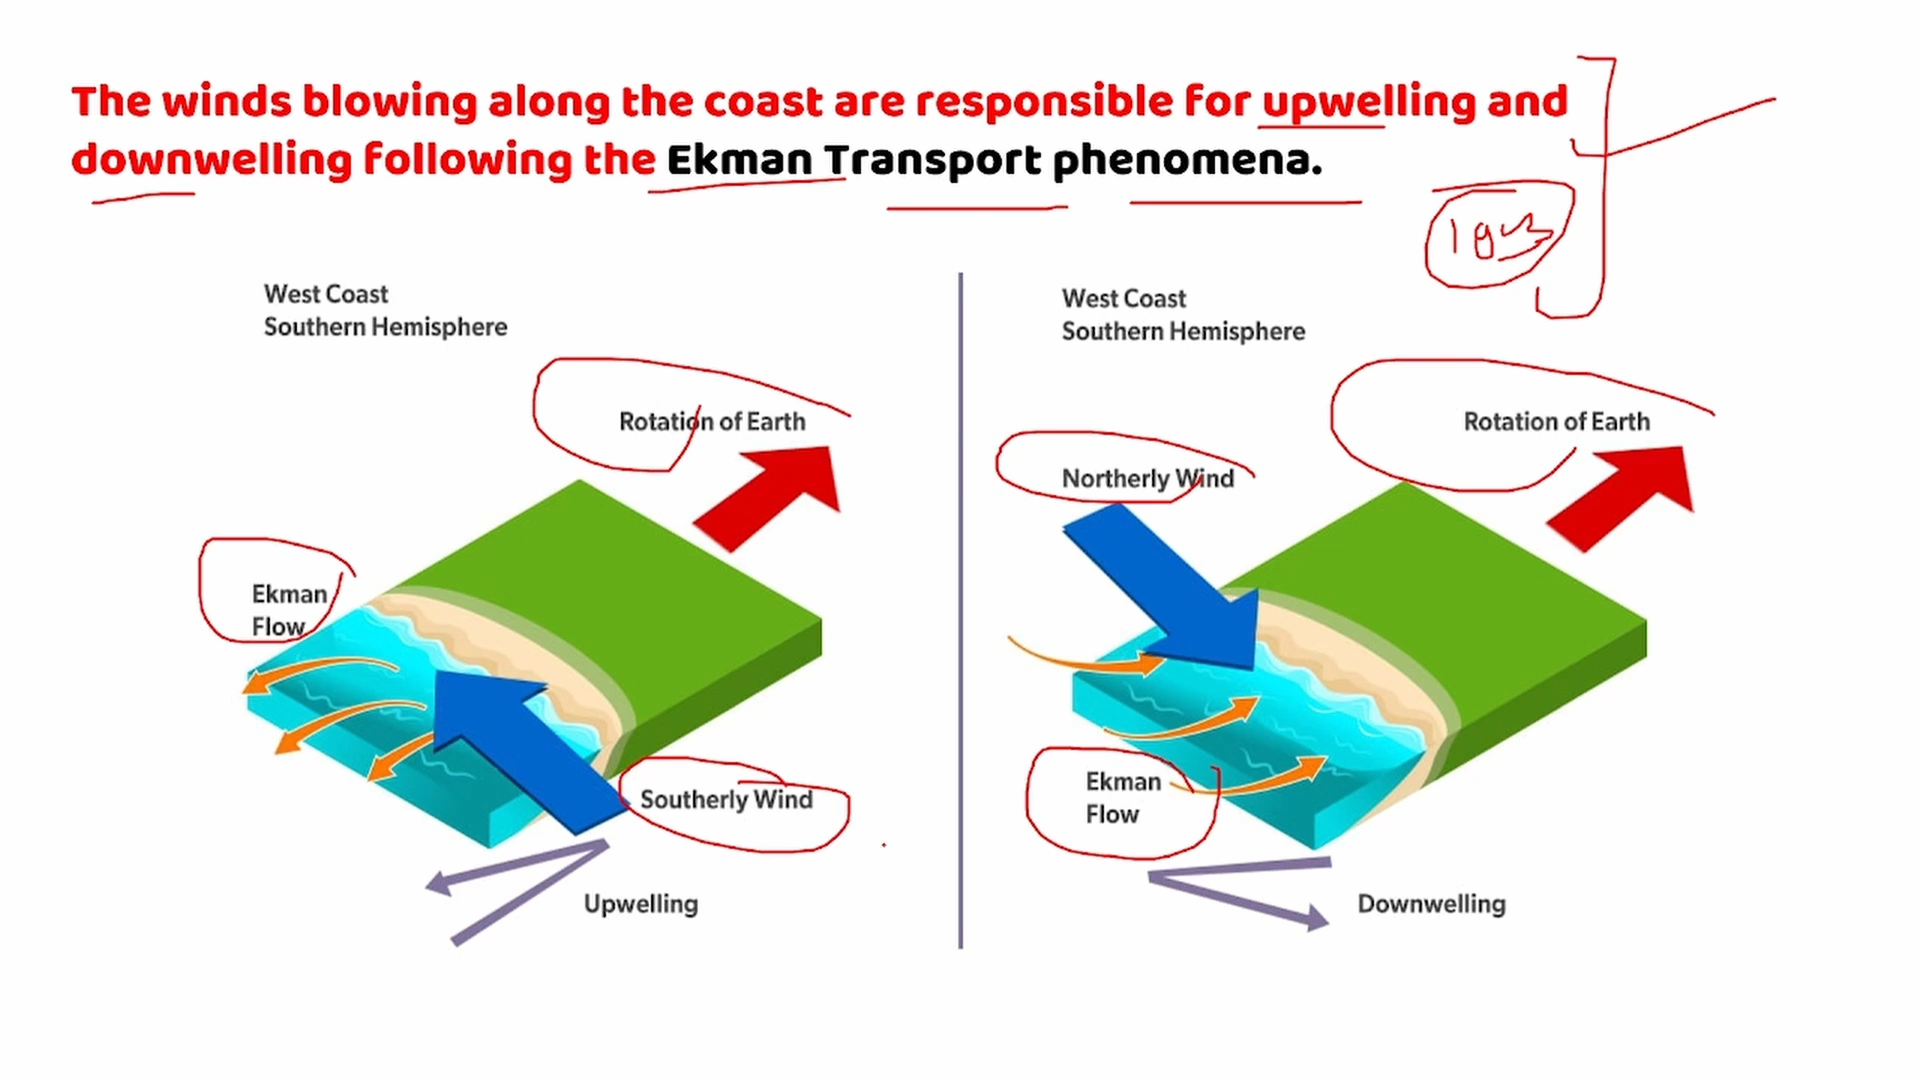 The winds blowing along the coast are responsible for upwelling and
downwelling following the Ekman Transport phenomena.
West Coast
Southern Hemisphere
Rotation of Earth
Ekman
Flow
Southerly Wind
Upwelling
West Coast
Southern Hemisphere
Rotation of Earth
Northerly Wind
Ekman
Flow
Downwelling